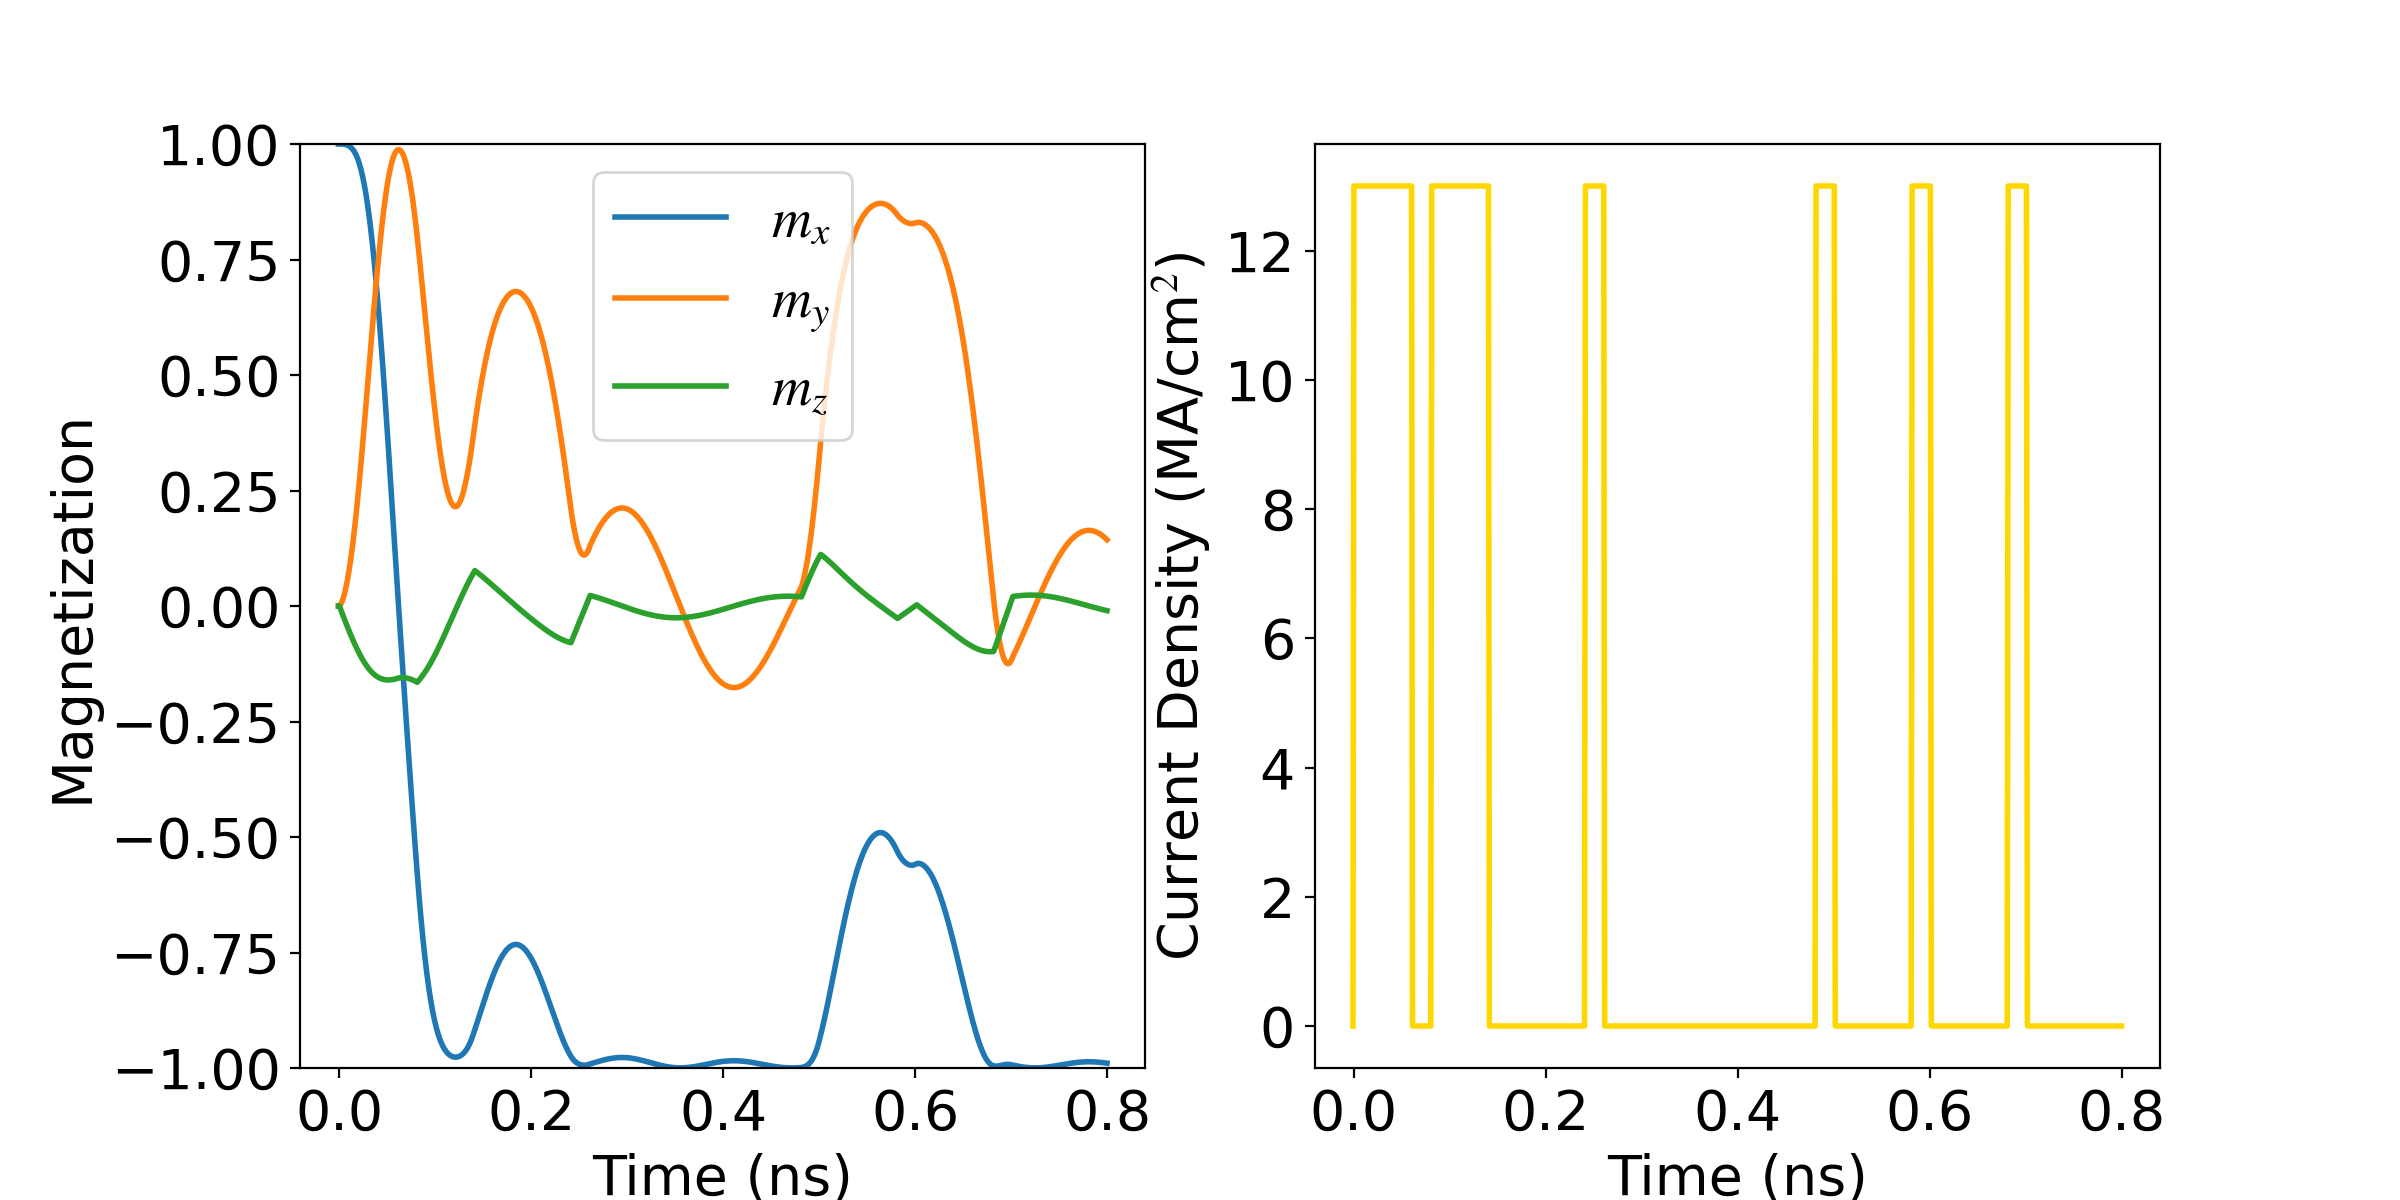 1.00
0.75
0.50
0.25
0.00
−0.25
−0.50
−0.75
−1.00
Magnetization
0.0 0.2 0.4 0.6 0.8
Time (ns)
m_x
m_y
m_z
12
10
8
6
4
2
0
Current Density (MA/cm²)
0.0 0.2 0.4 0.6 0.8
Time (ns)